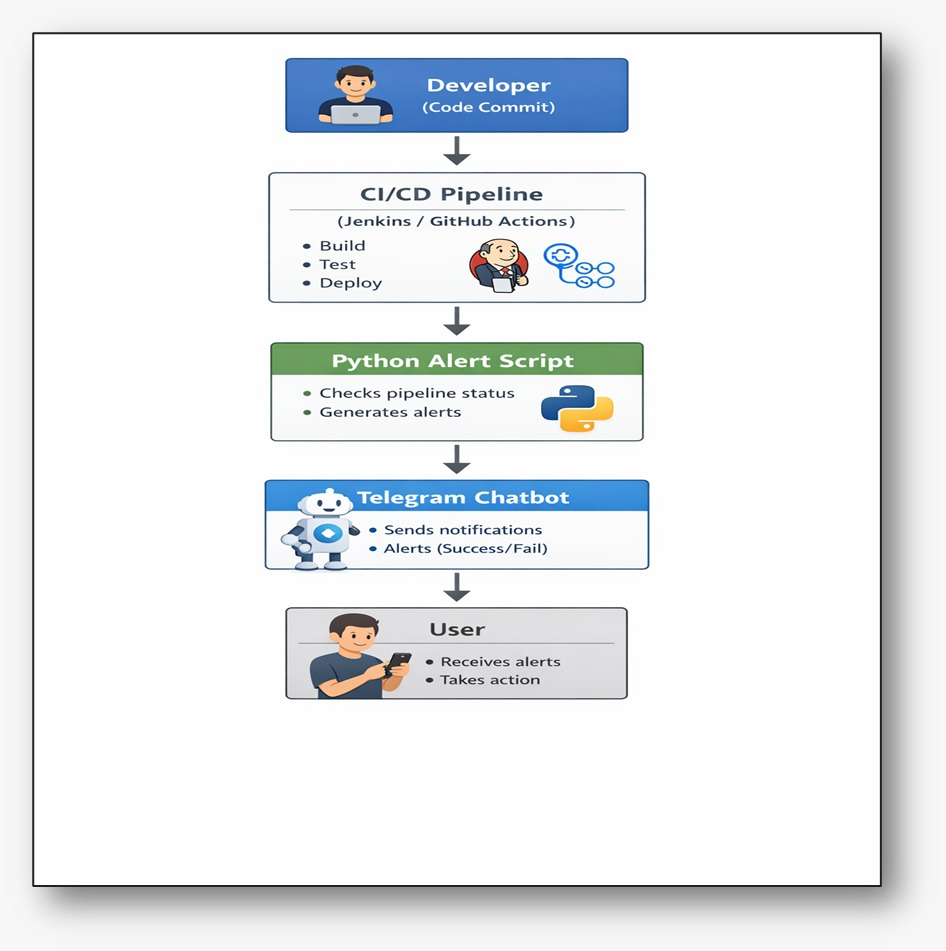 Developer
(Code Commit)
CI/CD Pipeline
(Jenkins / GitHub Actions)
• Build
• Test
• Deploy
Python Alert Script
• Checks pipeline status
• Generates alerts
Telegram Chatbot
• Sends notifications
• Alerts (Success/Fail)
User
• Receives alerts
• Takes action